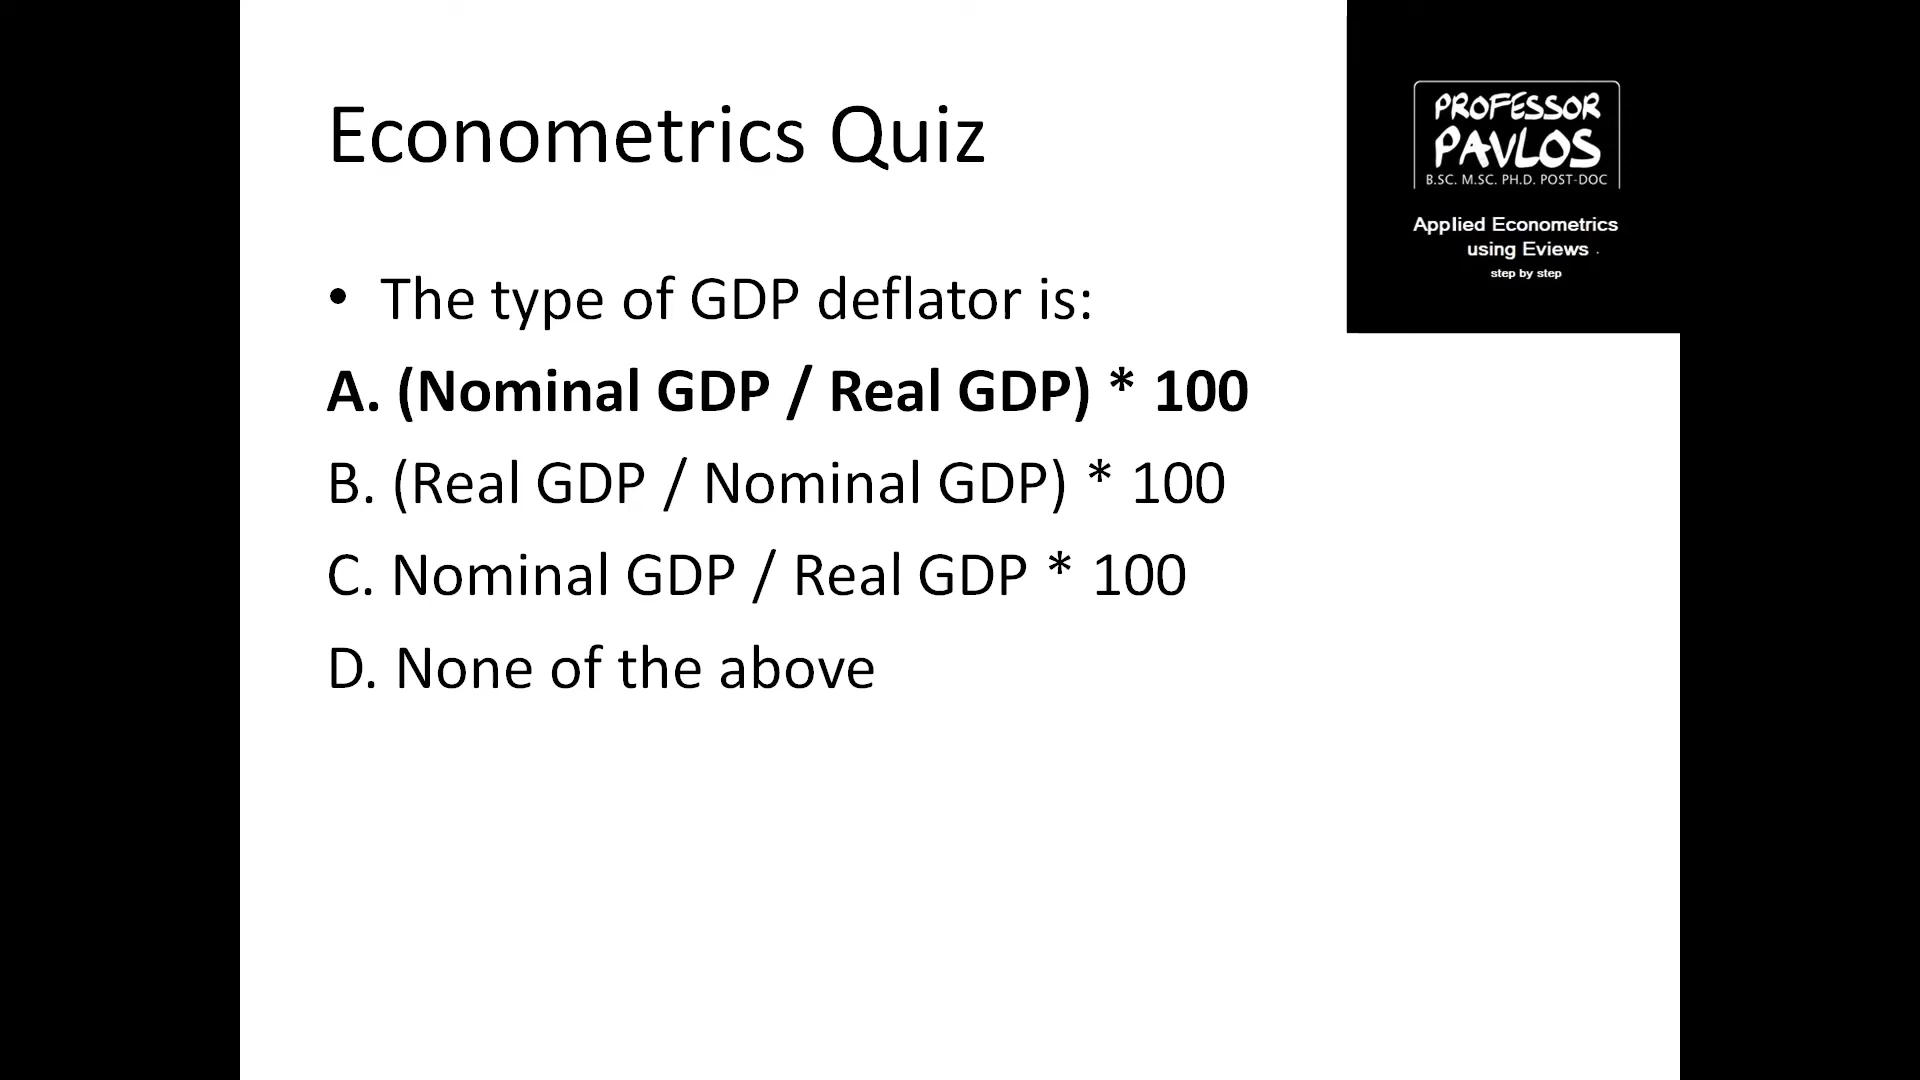 Econometrics Quiz
PROFESSOR
PAVLOS
B.SC. M.SC. PH.D. POST-DOC
Applied Econometrics
using Eviews .
step by step
• The type of GDP deflator is:
A. (Nominal GDP / Real GDP) * 100
B. (Real GDP / Nominal GDP) * 100
C. Nominal GDP / Real GDP * 100
D. None of the above